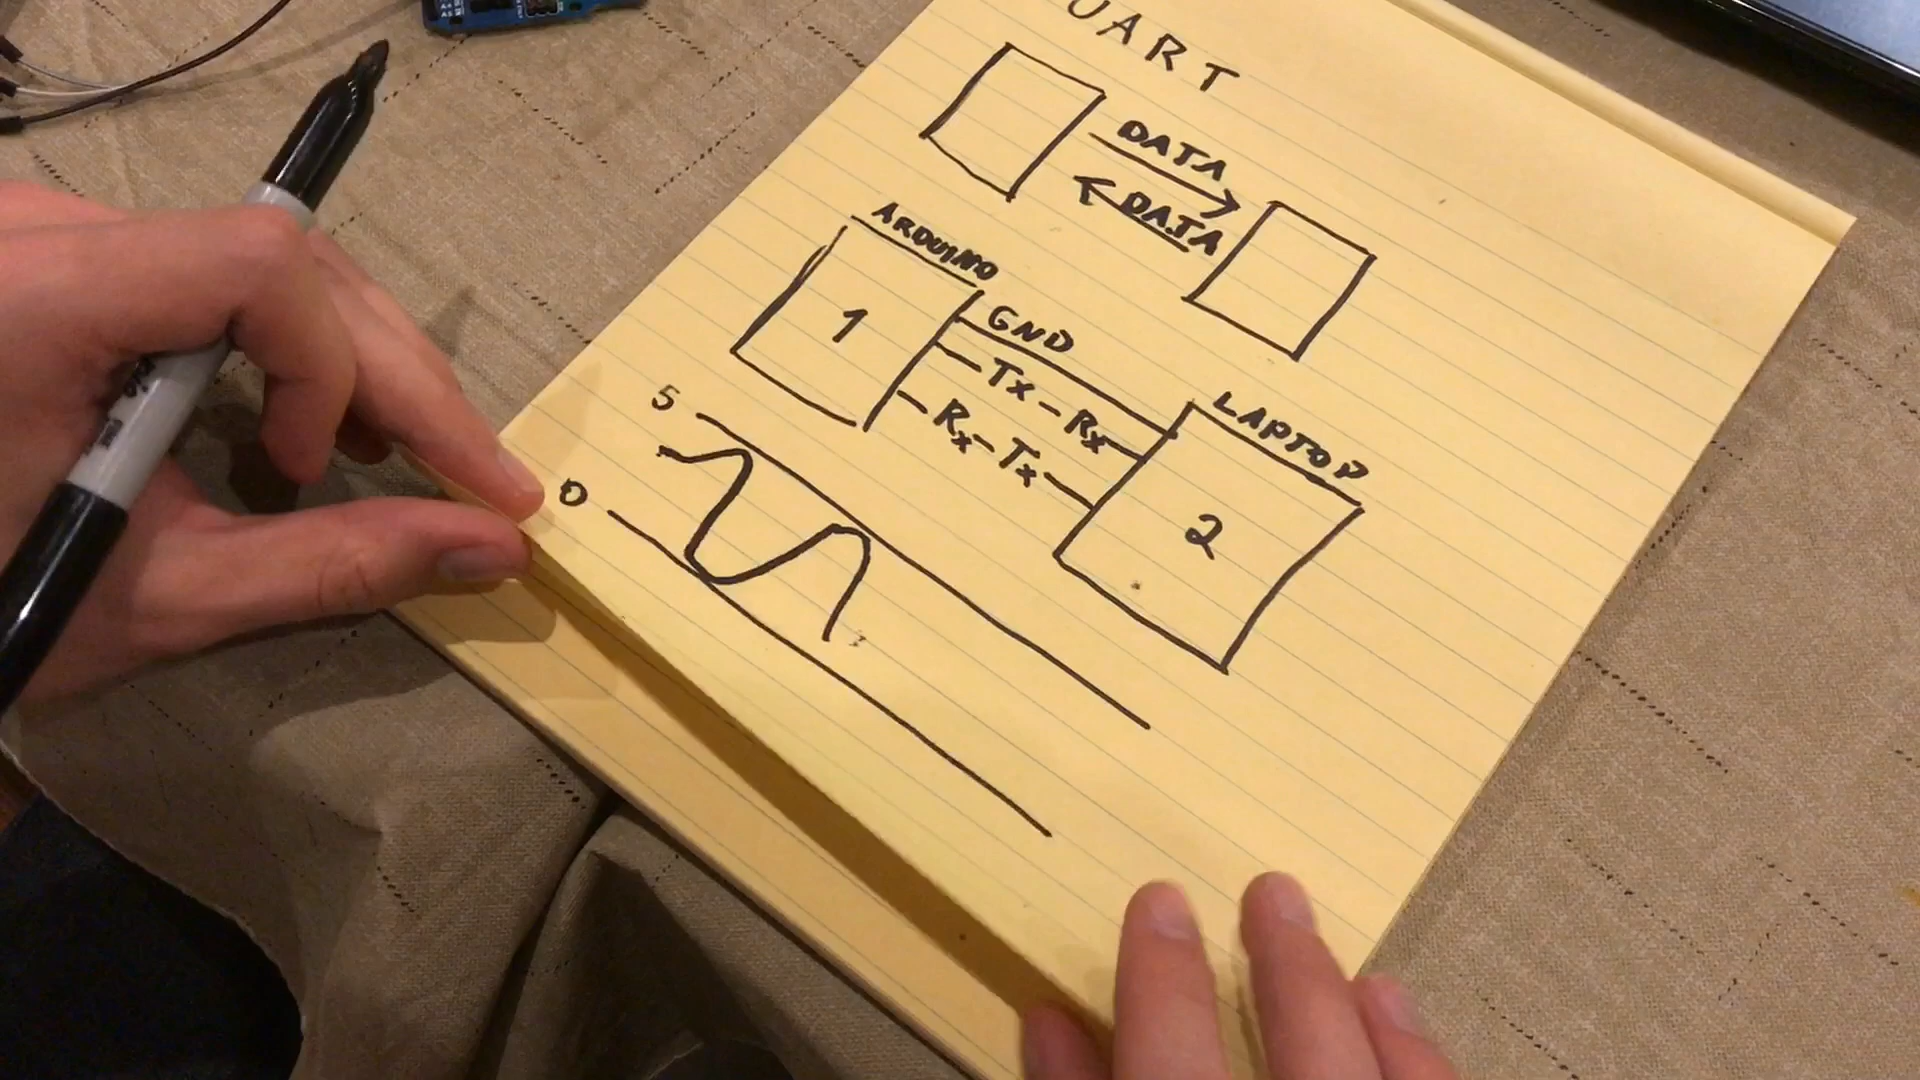 UART
DATA
DATA
ARDUINO
1
GND
Tx - Rx
Rx - Tx
LAPTOP
2
5
0